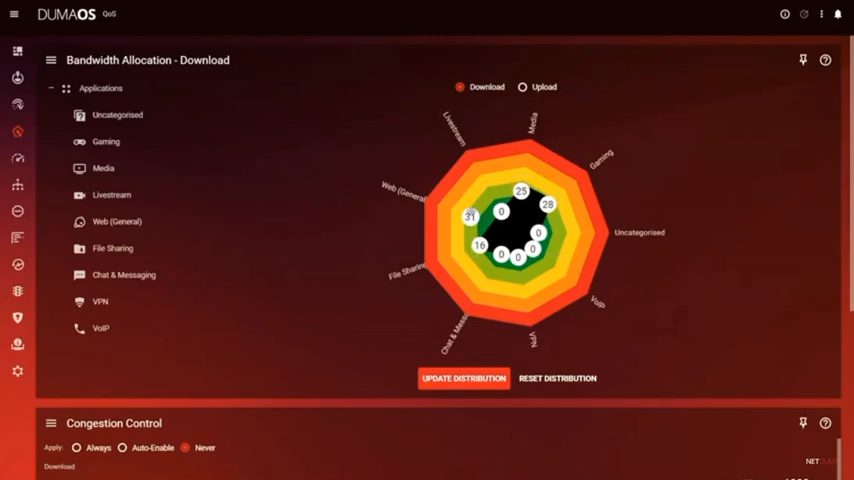 DUMAOS QoS
Bandwidth Allocation - Download
Applications
Uncategorised
Gaming
Media
Livestream
Web (General)
File Sharing
Chat & Messaging
VPN
VoIP
Download
Upload
Livestream
Media
Gaming
Web (General
Uncategorised
File Sharing
VoIP
Chat & Messa
VPN
25
28
0
31
0
16
0
0
0
UPDATE DISTRIBUTION
RESET DISTRIBUTION
Congestion Control
Apply: Always Auto-Enable Never
Download
NETDUMA